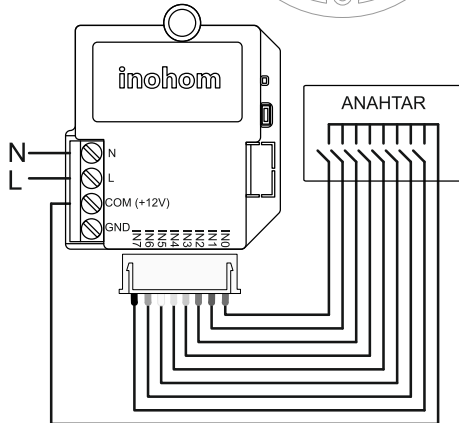 inohom
ANAHTAR
N
L
N
L
COM (+12V)
GND
IN7
IN6
IN5
IN4
IN3
IN2
IN1
IN0